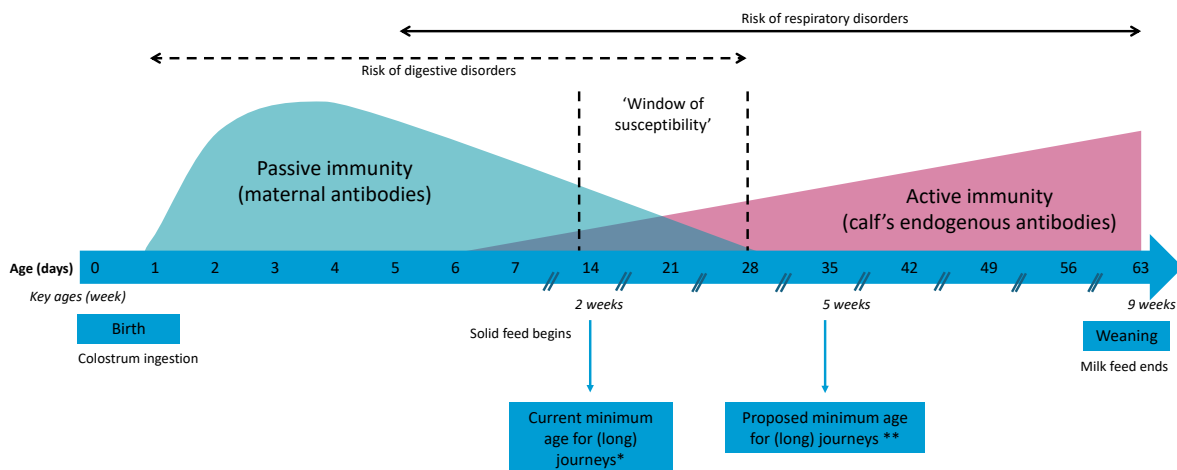 Risk of respiratory disorders
Risk of digestive disorders
‘Window of
susceptibility’
Passive immunity
(maternal antibodies)
Active immunity
(calf’s endogenous antibodies)
Age (days) 0 1 2 3 4 5 6 7 14 21 28 35 42 49 56 63
Key ages (week) 2 weeks 5 weeks 9 weeks
Birth
Solid feed begins
Weaning
Colostrum ingestion
Milk feed ends
Current minimum
age for (long)
journeys*
Proposed minimum age
for (long) journeys **